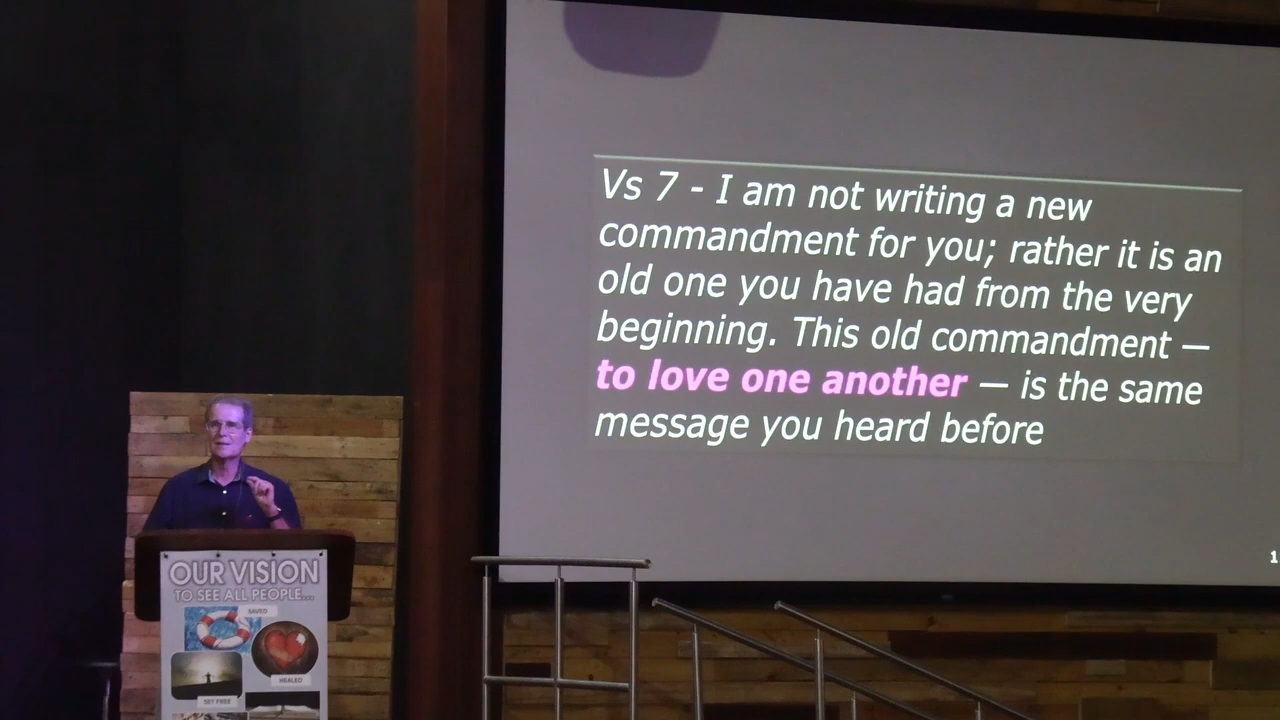 Vs 7 - I am not writing a new
commandment for you; rather it is an
old one you have had from the very
beginning. This old commandment —
to love one another — is the same
message you heard before
1
OUR VISION
TO SEE ALL PEOPLE...
SAVED
HEALED
SET FREE